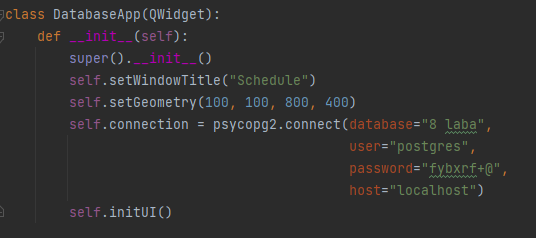 class DatabaseApp(QWidget):
def __init__(self):
super().__init__()
self.setWindowTitle("Schedule")
self.setGeometry(100, 100, 800, 400)
self.connection = psycopg2.connect(database="8 laba",
user="postgres",
password="fybxrf+@",
host="localhost")
self.initUI()